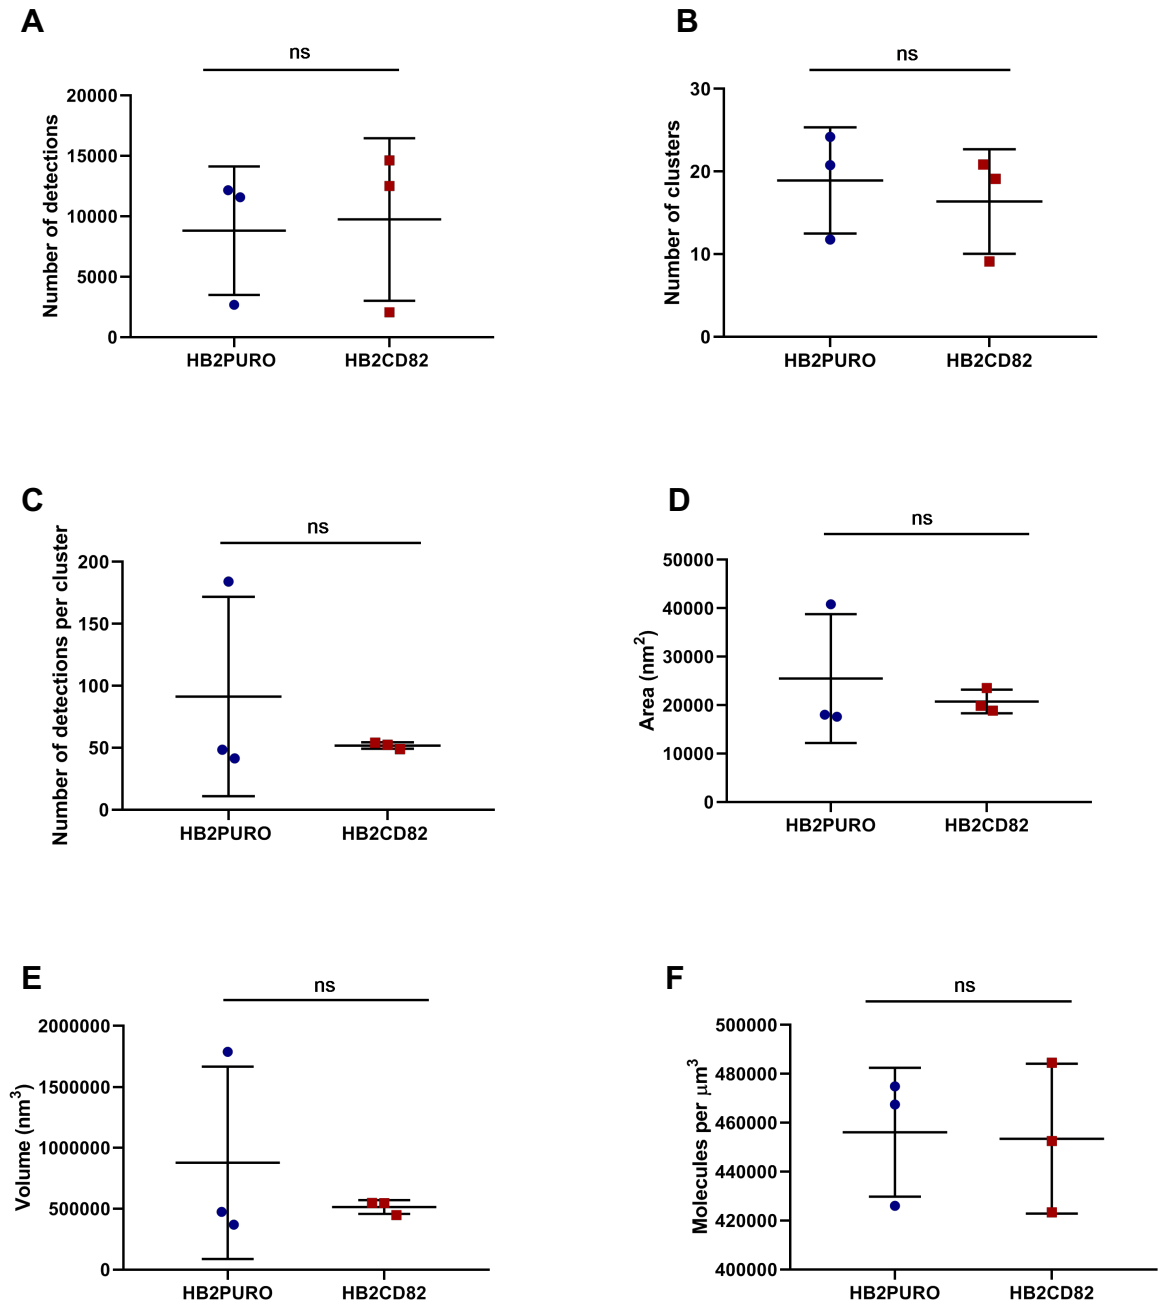 A
ns
Number of detections
20000
15000
10000
5000
0
HB2PURO
HB2CD82
B
ns
Number of clusters
30
20
10
0
HB2PURO
HB2CD82
C
ns
Number of detections per cluster
200
150
100
50
0
HB2PURO
HB2CD82
D
ns
Area (nm²)
50000
40000
30000
20000
10000
0
HB2PURO
HB2CD82
E
ns
Volume (nm³)
2000000
1500000
1000000
500000
0
HB2PURO
HB2CD82
F
ns
Molecules per μm³
500000
480000
460000
440000
420000
400000
HB2PURO
HB2CD82